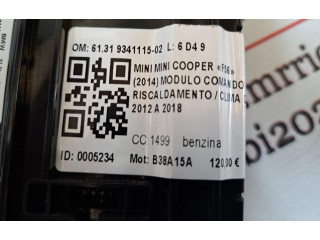 OM: 61.31 9341115-02 L: 6 D4 9
MINI MINI COOPER «F56»
(2014) MODULO COMANDO
RISCALDAMENTO / CLIMA
2012 A 2018
CC 1499 benzina
ID: 0005234 Mot: B38A15A 120,00 €